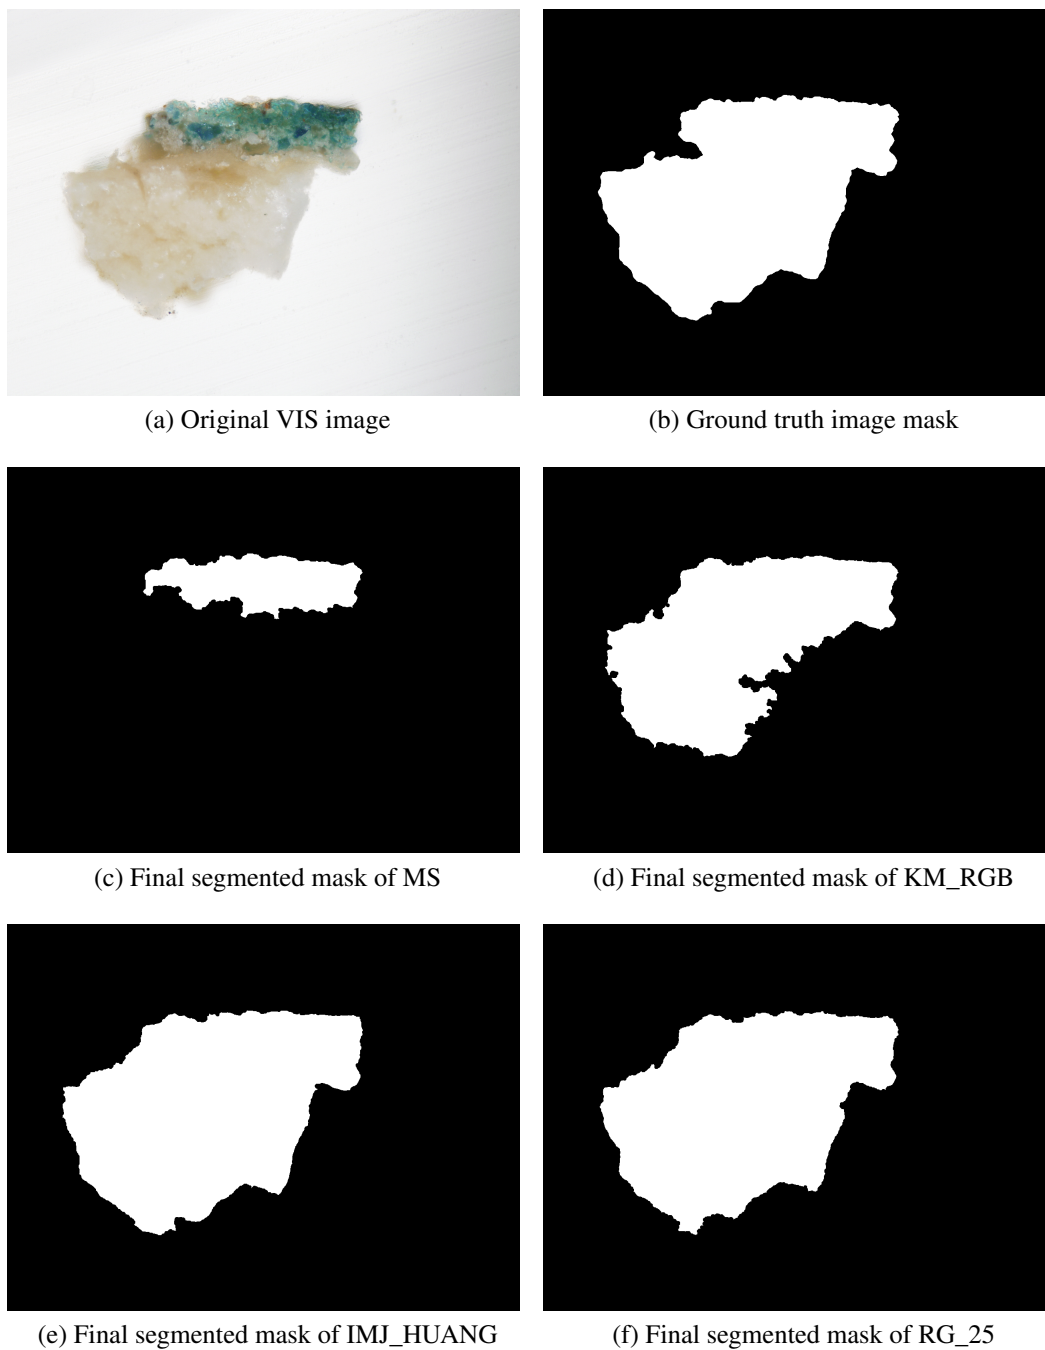 (a) Original VIS image
(b) Ground truth image mask
(c) Final segmented mask of MS
(d) Final segmented mask of KM_RGB
(e) Final segmented mask of IMJ_HUANG
(f) Final segmented mask of RG_25